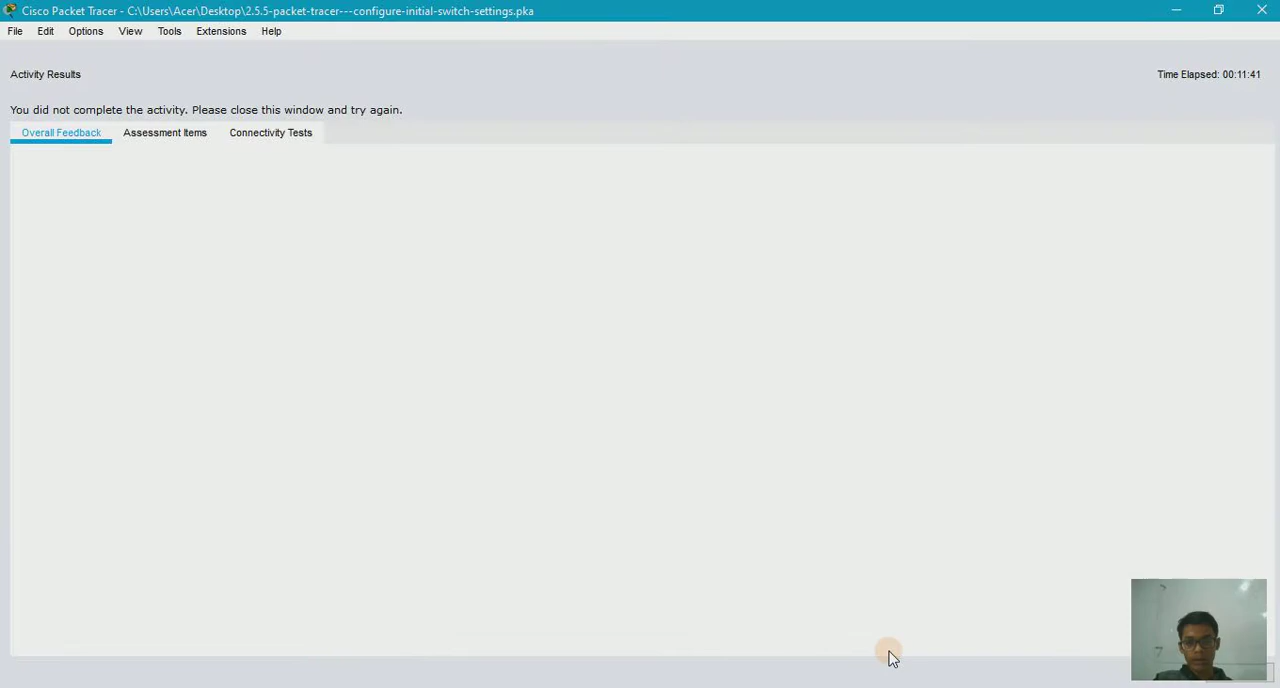 Cisco Packet Tracer - C:\Users\Acer\Desktop\2.5.5-packet-tracer---configure-initial-switch-settings.pka
File Edit Options View Tools Extensions Help
Activity Results
Time Elapsed: 00:11:41
You did not complete the activity. Please close this window and try again.
Overall Feedback Assessment Items Connectivity Tests